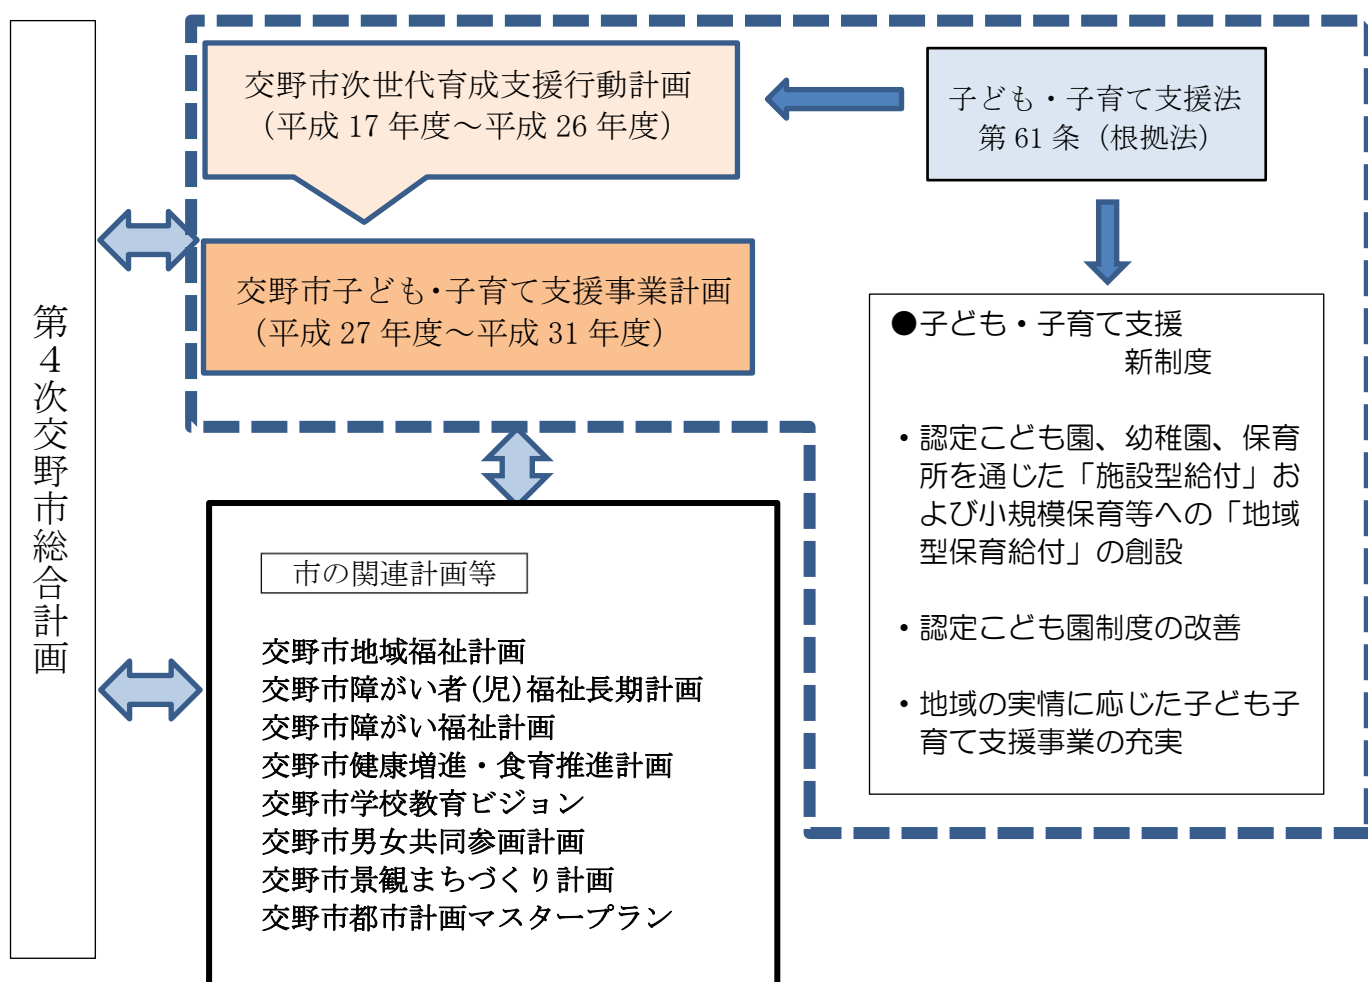 第４次交野市総合計画
交野市次世代育成支援行動計画
（平成 17 年度～平成 26 年度）
交野市子ども・子育て支援事業計画
（平成 27 年度～平成 31 年度）
子ども・子育て支援法
第 61 条（根拠法）
●子ども・子育て支援
新制度
・認定こども園、幼稚園、保育
所を通じた「施設型給付」お
よび小規模保育等への「地域
型保育給付」の創設
・認定こども園制度の改善
・地域の実情に応じた子ども子
育て支援事業の充実
市の関連計画等
交野市地域福祉計画
交野市障がい者(児)福祉長期計画
交野市障がい福祉計画
交野市健康増進・食育推進計画
交野市学校教育ビジョン
交野市男女共同参画計画
交野市景観まちづくり計画
交野市都市計画マスタープラン